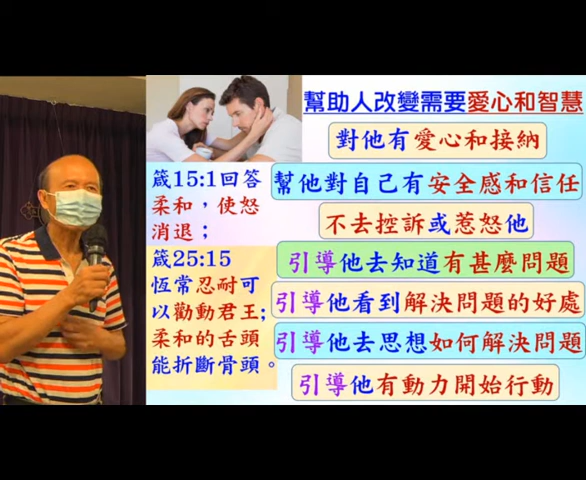 幫助人改變需要愛心和智慧
對他有愛心和接納
幫他對自己有安全感和信任
不去控訴或惹怒他
引導他去知道有甚麼問題
引導他看到解決問題的好處
引導他去思想如何解決問題
引導他有動力開始行動
箴15:1回答
柔和，使怒
消退；
箴25:15
恆常忍耐可
以勸動君王;
柔和的舌頭
能折斷骨頭。